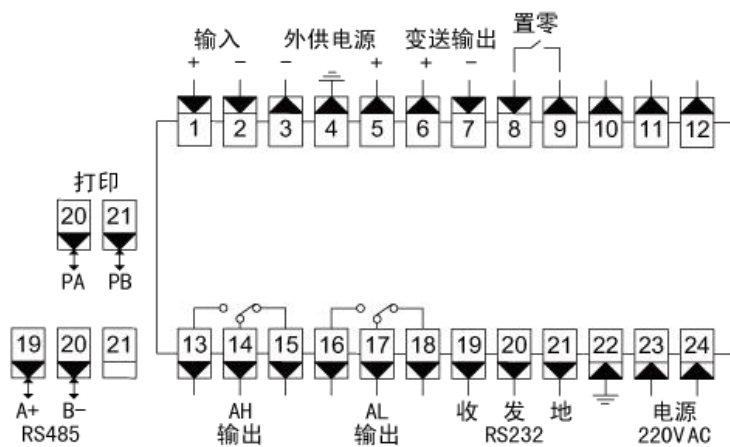 置零
输入 外供电源 变送输出
+ − − + + −
1 2 3 4 5 6 7 8 9 10 11 12
打印
20 21
PA PB
19 20 21 13 14 15 16 17 18 19 20 21 22 23 24
A+ B− AH AL 收 发 地 电源
RS485 输出 输出 RS232 220VAC